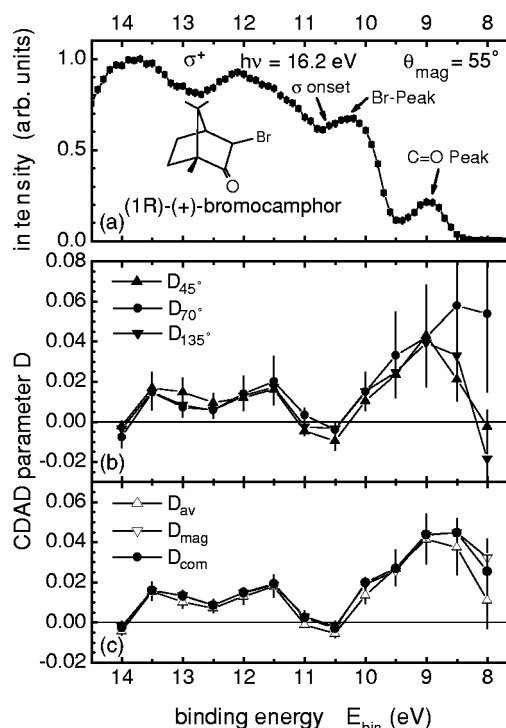 14 13 12 11 10 9 8
σ+ hν = 16.2 eV θmag = 55°
σ onset
Br-Peak
C=O Peak
Br
O
(a) (1R)-(+)-bromocamphor
intensity (arb. units)
1.0
0.5
0.0
D45°
D70°
D135°
(b)
0.08
0.06
0.04
0.02
0.00
-0.02
CDAD parameter D
Dav
Dmag
Dcom
(c)
0.06
0.04
0.02
0.00
-0.02
14 13 12 11 10 9 8
binding energy Ebin (eV)